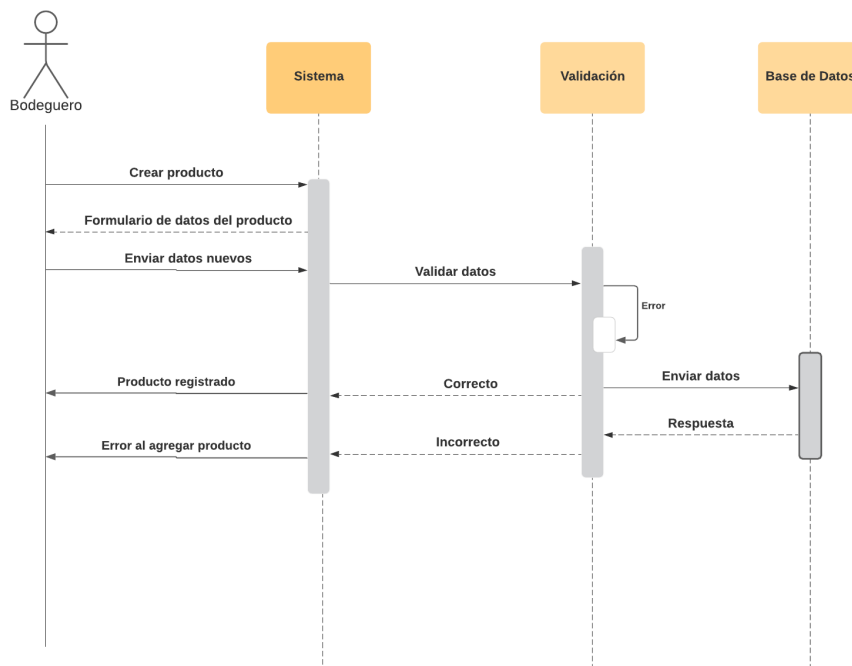 Sistema
Validación
Base de Datos
Bodeguero
Crear producto
Formulario de datos del producto
Enviar datos nuevos
Validar datos
Error
Enviar datos
Producto registrado
Correcto
Respuesta
Error al agregar producto
Incorrecto